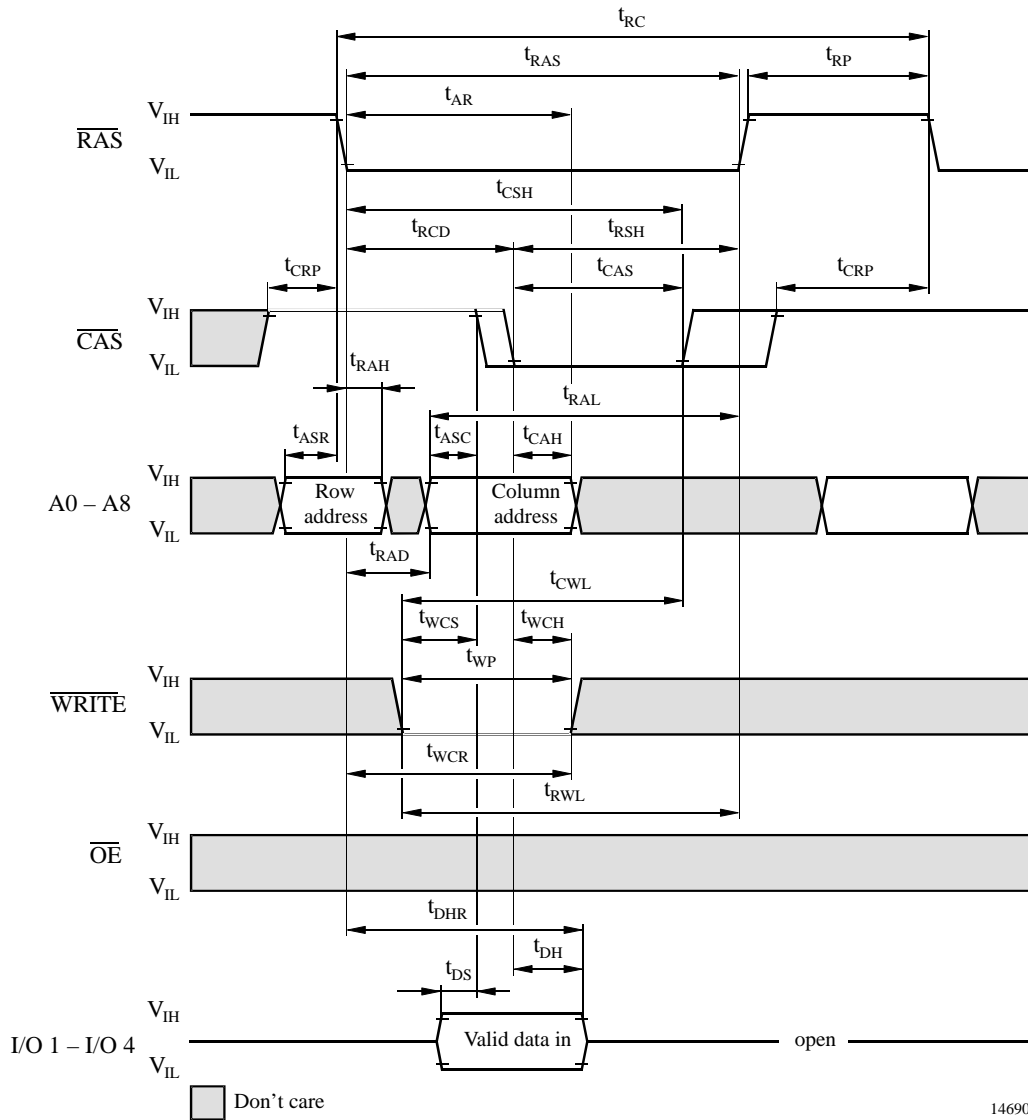 tRC
tRAS
tRP
tAR
VIH
RAS
VIL
tCSH
tRCD
tRSH
tCRP
tCAS
tCRP
VIH
CAS
VIL
tRAH
tRAL
tASR
tASC
tCAH
VIH
A0 – A8
Row address
Column address
VIL
tRAD
tCWL
tWCS
tWCH
tWP
VIH
WRITE
VIL
tWCR
tRWL
VIH
OE
VIL
tDHR
tDH
tDS
VIH
I/O 1 – I/O 4
Valid data in
open
VIL
Don't care
14690